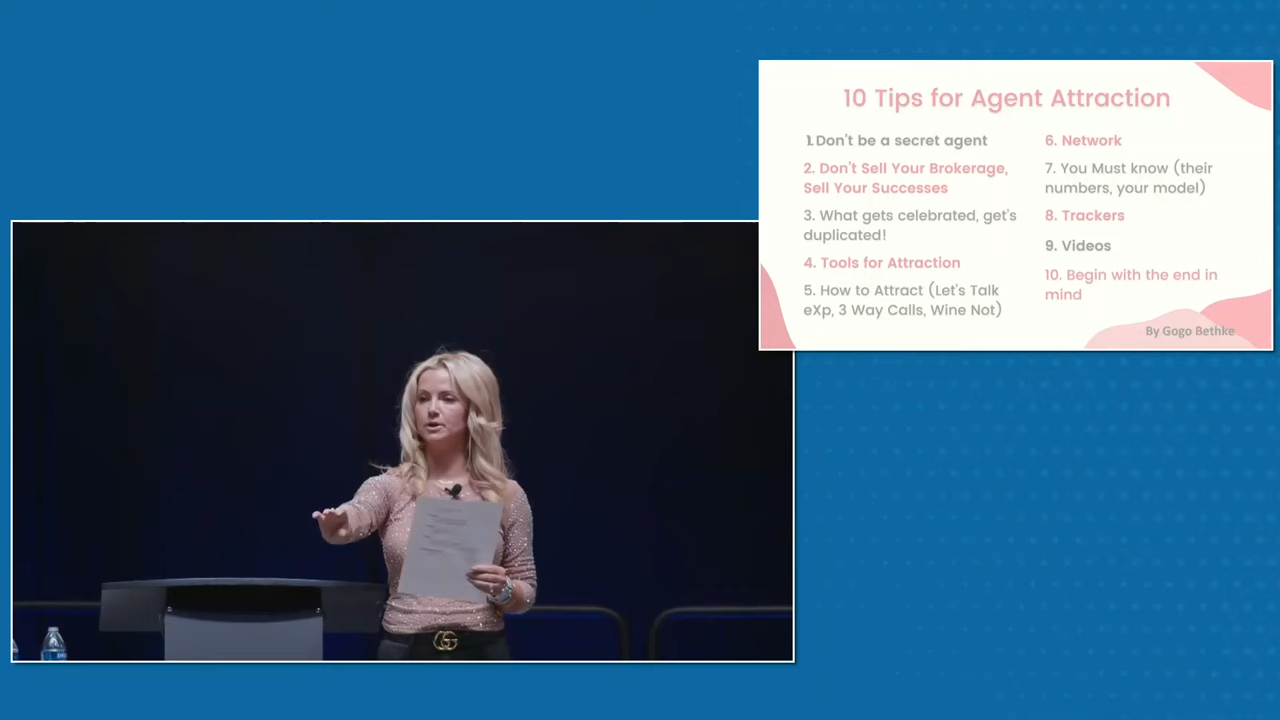 10 Tips for Agent Attraction
1. Don't be a secret agent
2. Don't Sell Your Brokerage,
Sell Your Successes
3. What gets celebrated, get's
duplicated!
4. Tools for Attraction
5. How to Attract (Let's Talk
eXp, 3 Way Calls, Wine Not)
6. Network
7. You Must know (their
numbers, your model)
8. Trackers
9. Videos
10. Begin with the end in
mind
By Gogo Bethke